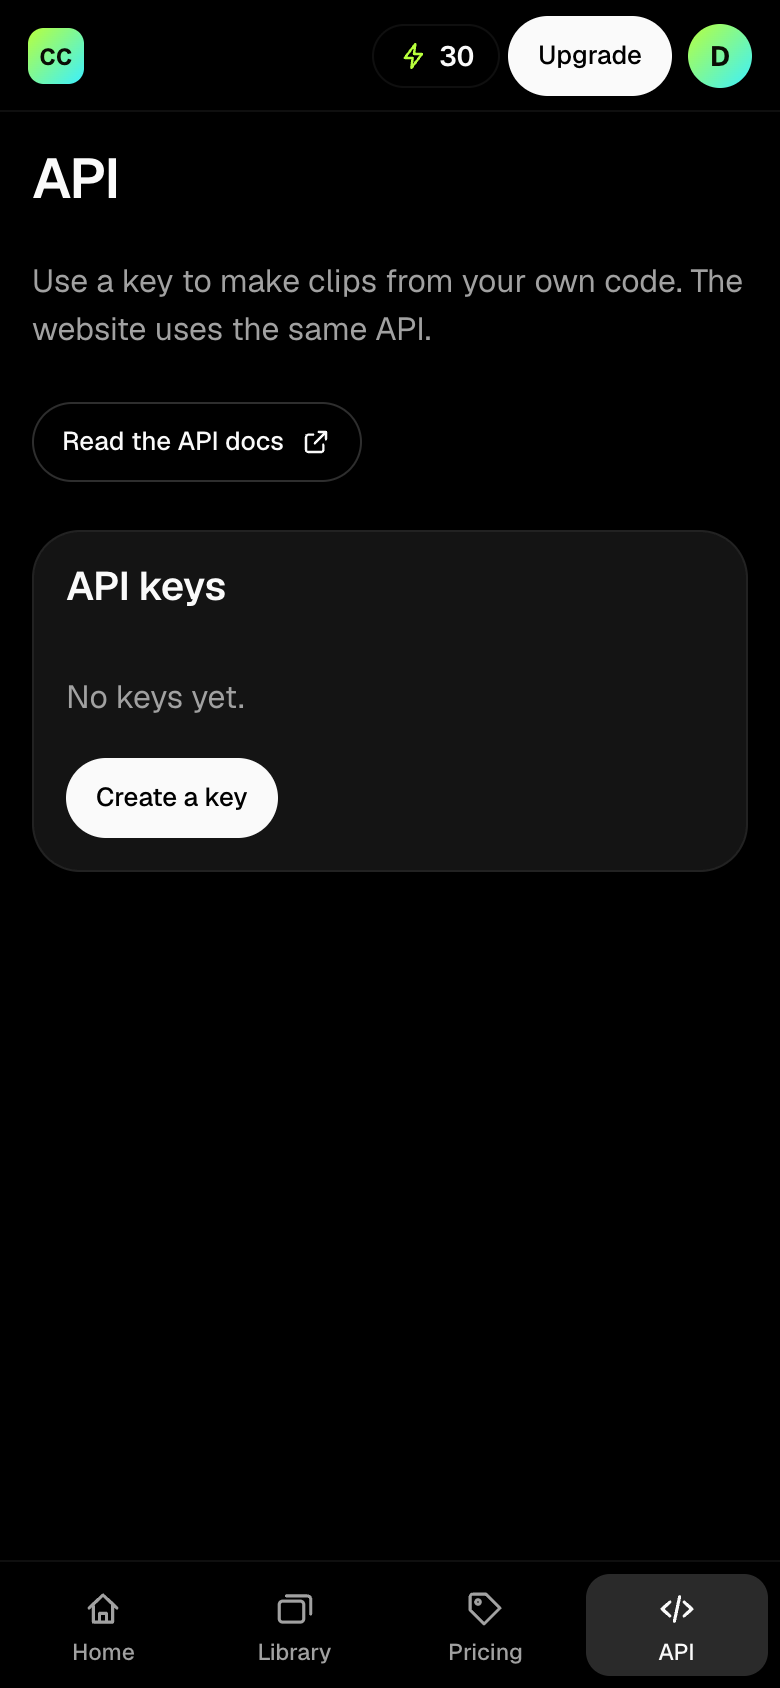 CC
30
Upgrade
D
API
Use a key to make clips from your own code. The
website uses the same API.
Read the API docs
API keys
No keys yet.
Create a key
Home
Library
Pricing
API